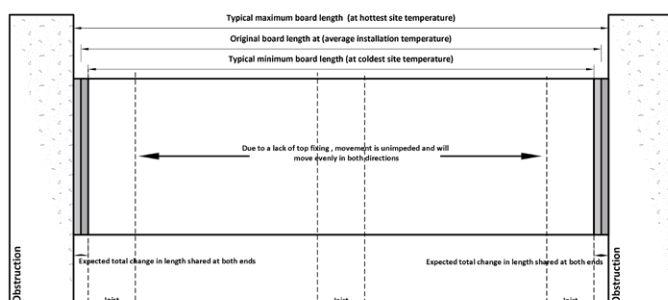 Typical maximum board length (at hottest site temperature)
Original board length at (average installation temperature)
Typical minimum board length (at coldest site temperature)
Due to a lack of top fixing , movement is unimpeded and will
move evenly in both directions
Obstruction
Expected total change in length shared at both ends
Expected total change in length shared at both ends
Obstruction
Joist
Joist
Joist